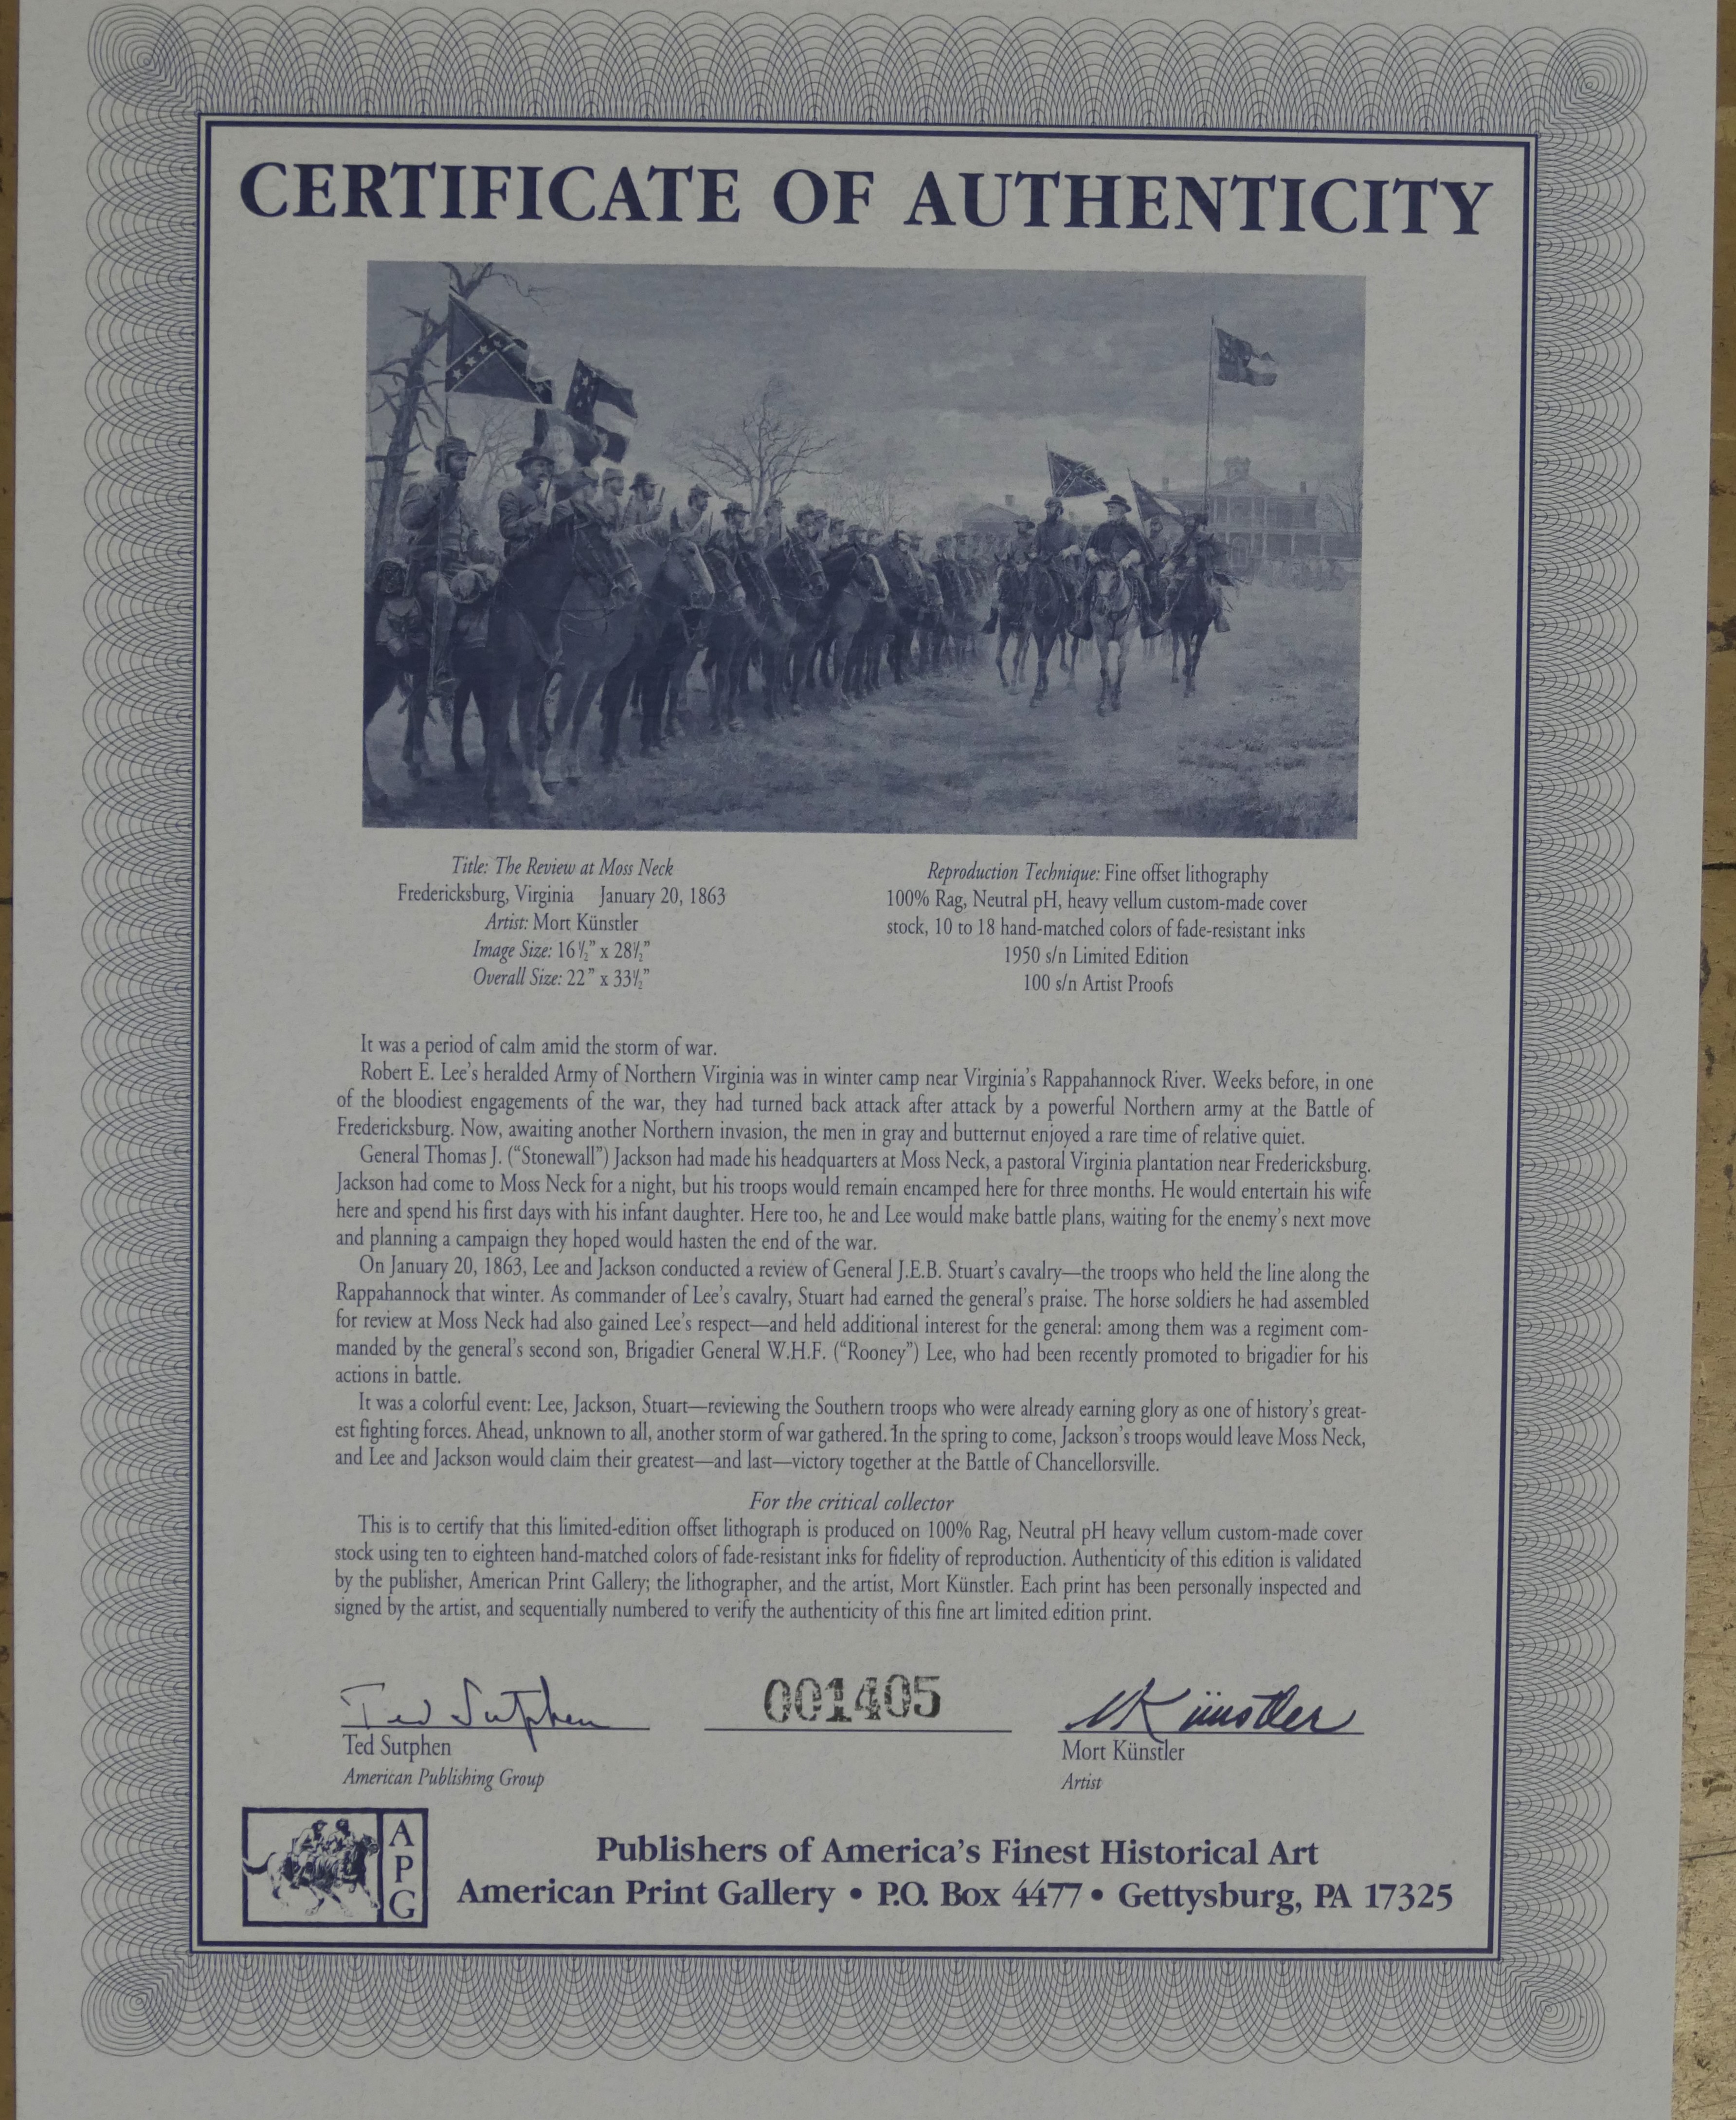 CERTIFICATE OF AUTHENTICITY
Title: The Review at Moss Neck
Fredericksburg, Virginia January 20, 1863
Artist: Mort Künstler
Image Size: 16½" x 28½"
Overall Size: 22" x 33½"
Reproduction Technique: Fine offset lithography
100% Rag, Neutral pH, heavy vellum custom-made cover
stock, 10 to 18 hand-matched colors of fade-resistant inks
1950 s/n Limited Edition
100 s/n Artist Proofs
It was a period of calm amid the storm of war.
Robert E. Lee's heralded Army of Northern Virginia was in winter camp near Virginia's Rappahannock River. Weeks before, in one
of the bloodiest engagements of the war, they had turned back attack after attack by a powerful Northern army at the Battle of
Fredericksburg. Now, awaiting another Northern invasion, the men in gray and butternut enjoyed a rare time of relative quiet.
General Thomas J. ("Stonewall") Jackson had made his headquarters at Moss Neck, a pastoral Virginia plantation near Fredericksburg.
Jackson had come to Moss Neck for a night, but his troops would remain encamped here for three months. He would entertain his wife
here and spend his first days with his infant daughter. Here too, he and Lee would make battle plans, waiting for the enemy's next move
and planning a campaign they hoped would hasten the end of the war.
On January 20, 1863, Lee and Jackson conducted a review of General J.E.B. Stuart's cavalry—the troops who held the line along the
Rappahannock that winter. As commander of Lee's cavalry, Stuart had earned the general's praise. The horse soldiers he had assembled
for review at Moss Neck had also gained Lee's respect—and held additional interest for the general: among them was a regiment com-
manded by the general's second son, Brigadier General W.H.F. ("Rooney") Lee, who had been recently promoted to brigadier for his
actions in battle.
It was a colorful event: Lee, Jackson, Stuart—reviewing the Southern troops who were already earning glory as one of history's great-
est fighting forces. Ahead, unknown to all, another storm of war gathered. In the spring to come, Jackson's troops would leave Moss Neck,
and Lee and Jackson would claim their greatest—and last—victory together at the Battle of Chancellorsville.
For the critical collector
This is to certify that this limited-edition offset lithograph is produced on 100% Rag, Neutral pH heavy vellum custom-made cover
stock using ten to eighteen hand-matched colors of fade-resistant inks for fidelity of reproduction. Authenticity of this edition is validated
by the publisher, American Print Gallery; the lithographer, and the artist, Mort Künstler. Each print has been personally inspected and
signed by the artist, and sequentially numbered to verify the authenticity of this fine art limited edition print.
Ted Sutphen
001405
M Künstler
Ted Sutphen
American Publishing Group
Mort Künstler
Artist
APG
Publishers of America's Finest Historical Art
American Print Gallery • P.O. Box 4477 • Gettysburg, PA 17325